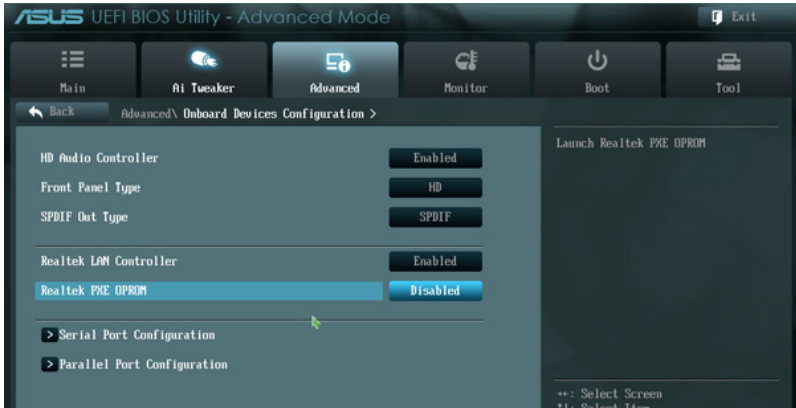 ASUS UEFI BIOS Utility - Advanced Mode
Exit
Main
Ai Tweaker
Advanced
Monitor
Boot
Tool
Back
Advanced\ Onboard Devices Configuration >
HD Audio Controller
Enabled
Front Panel Type
HD
SPDIF Out Type
SPDIF
Realtek LAN Controller
Enabled
Realtek PXE OPROM
Disabled
> Serial Port Configuration
> Parallel Port Configuration
Launch Realtek PXE OPROM
→←: Select Screen
↑↓: Select Item